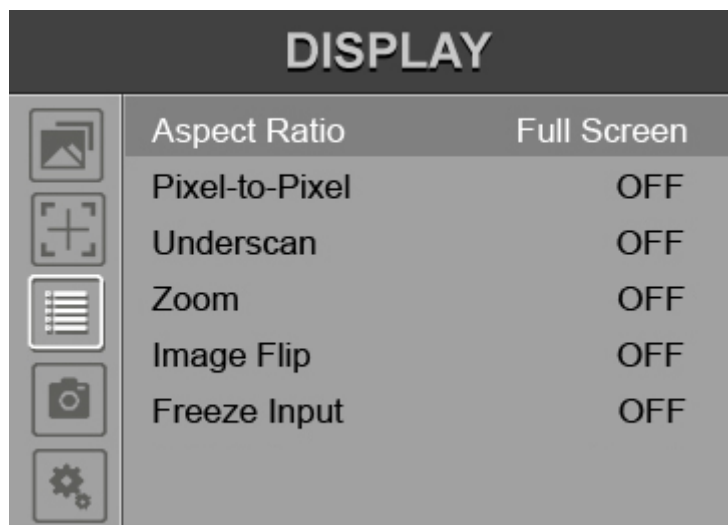 DISPLAY
Aspect Ratio Full Screen
Pixel-to-Pixel OFF
Underscan OFF
Zoom OFF
Image Flip OFF
Freeze Input OFF